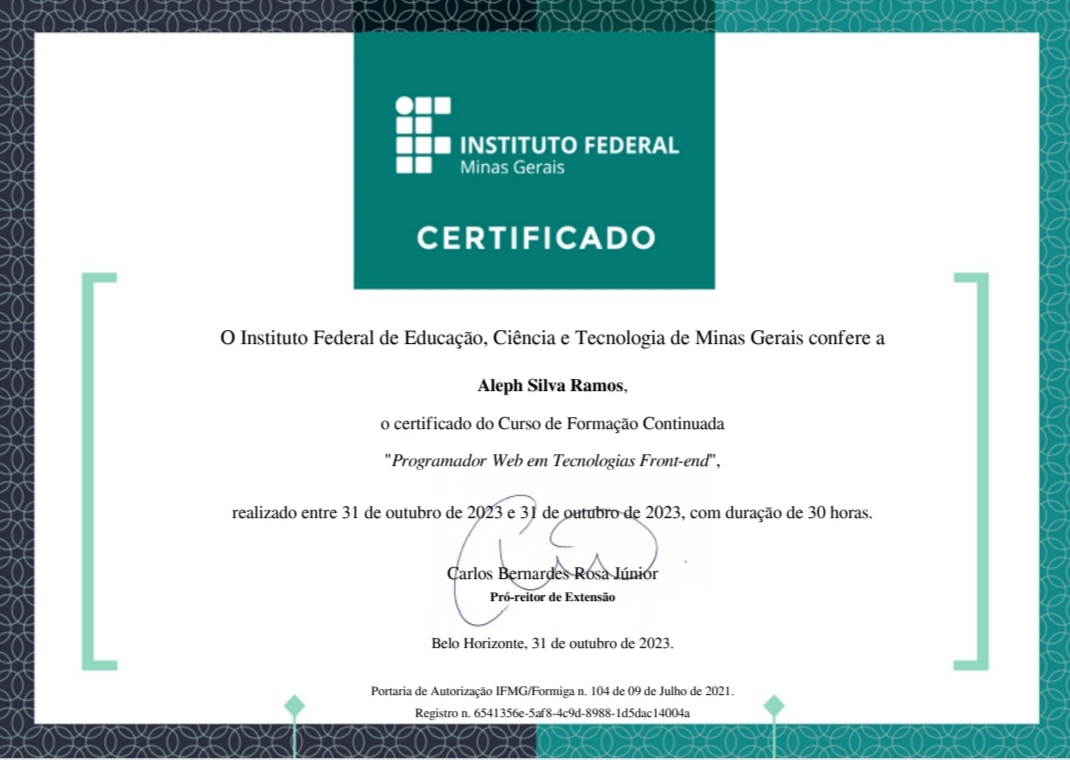 INSTITUTO FEDERAL
Minas Gerais
CERTIFICADO
O Instituto Federal de Educação, Ciência e Tecnologia de Minas Gerais confere a
Aleph Silva Ramos,
o certificado do Curso de Formação Continuada
"Programador Web em Tecnologias Front-end",
realizado entre 31 de outubro de 2023 e 31 de outubro de 2023, com duração de 30 horas.
Carlos Bernardes Rosa Júnior
Pró-reitor de Extensão
Belo Horizonte, 31 de outubro de 2023.
Portaria de Autorização IFMG/Formiga n. 104 de 09 de Julho de 2021.
Registro n. 6541356e-5af8-4c9d-8988-1d5dac14004a